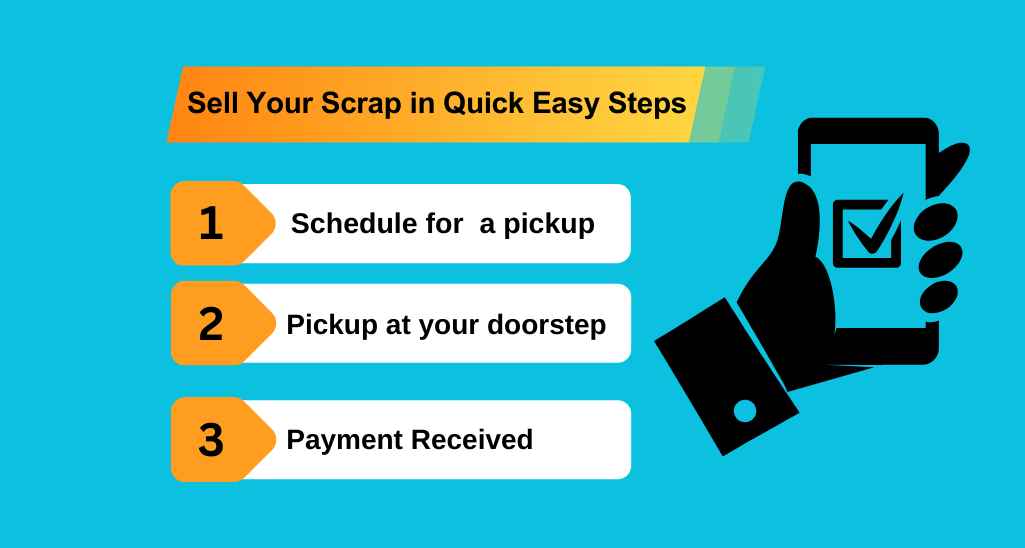 Sell Your Scrap in Quick Easy Steps
1 Schedule for  a pickup
2 Pickup at your doorstep
3 Payment Received